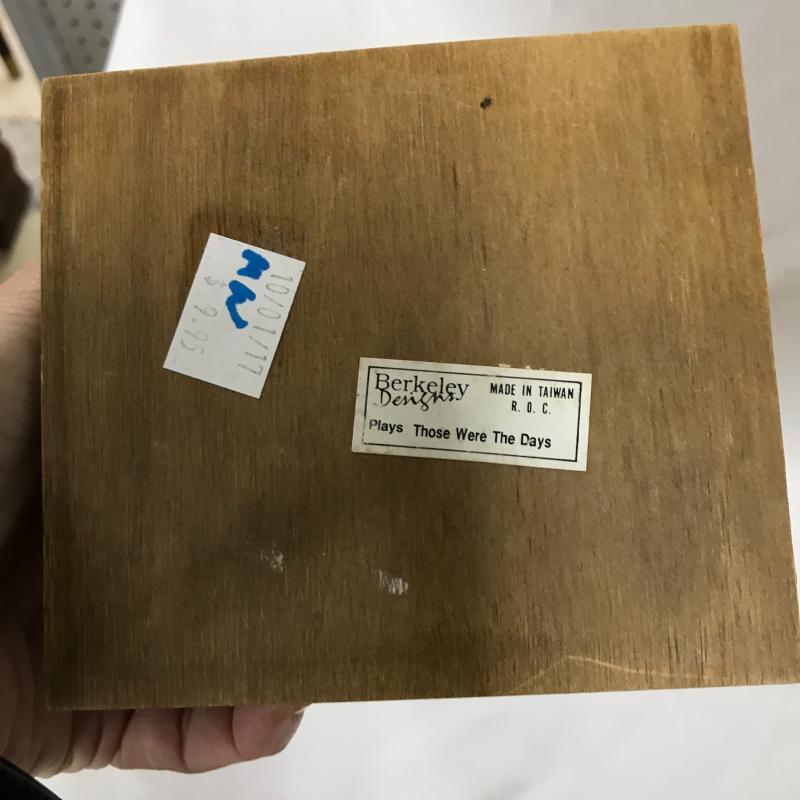 10/01/17
$ 9.95
Berkeley
Designs
MADE IN TAIWAN
R. O. C.
Plays Those Were The Days